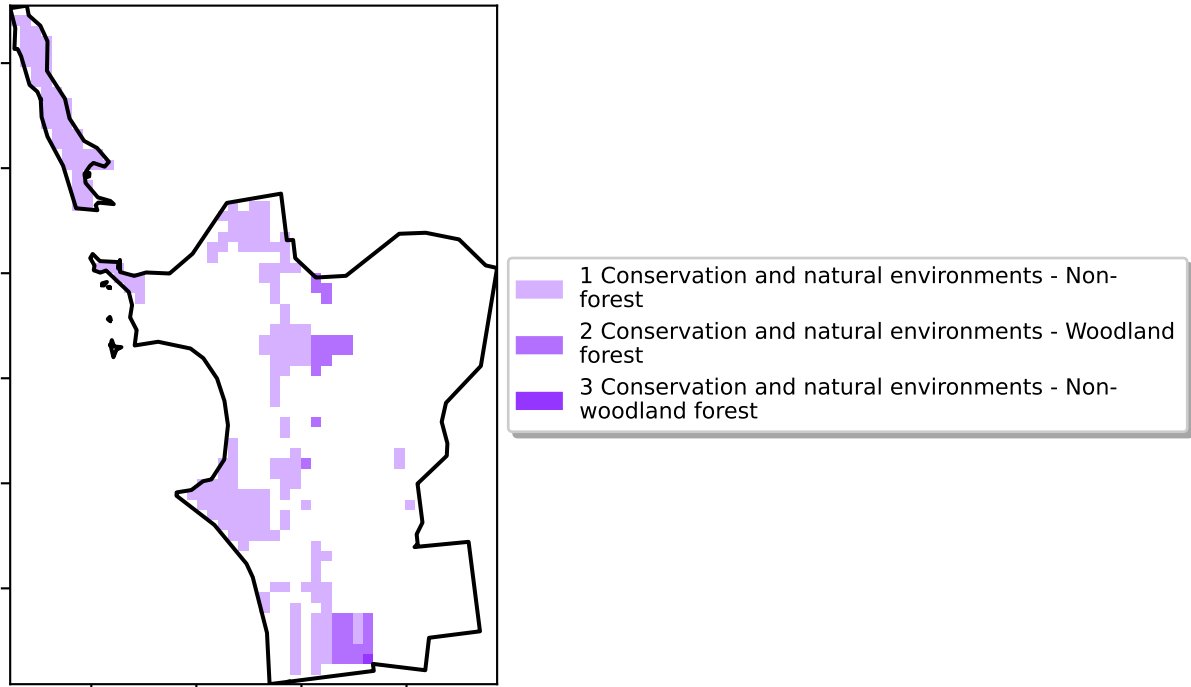 1 Conservation and natural environments - Non-
forest
2 Conservation and natural environments - Woodland
forest
3 Conservation and natural environments - Non-
woodland forest